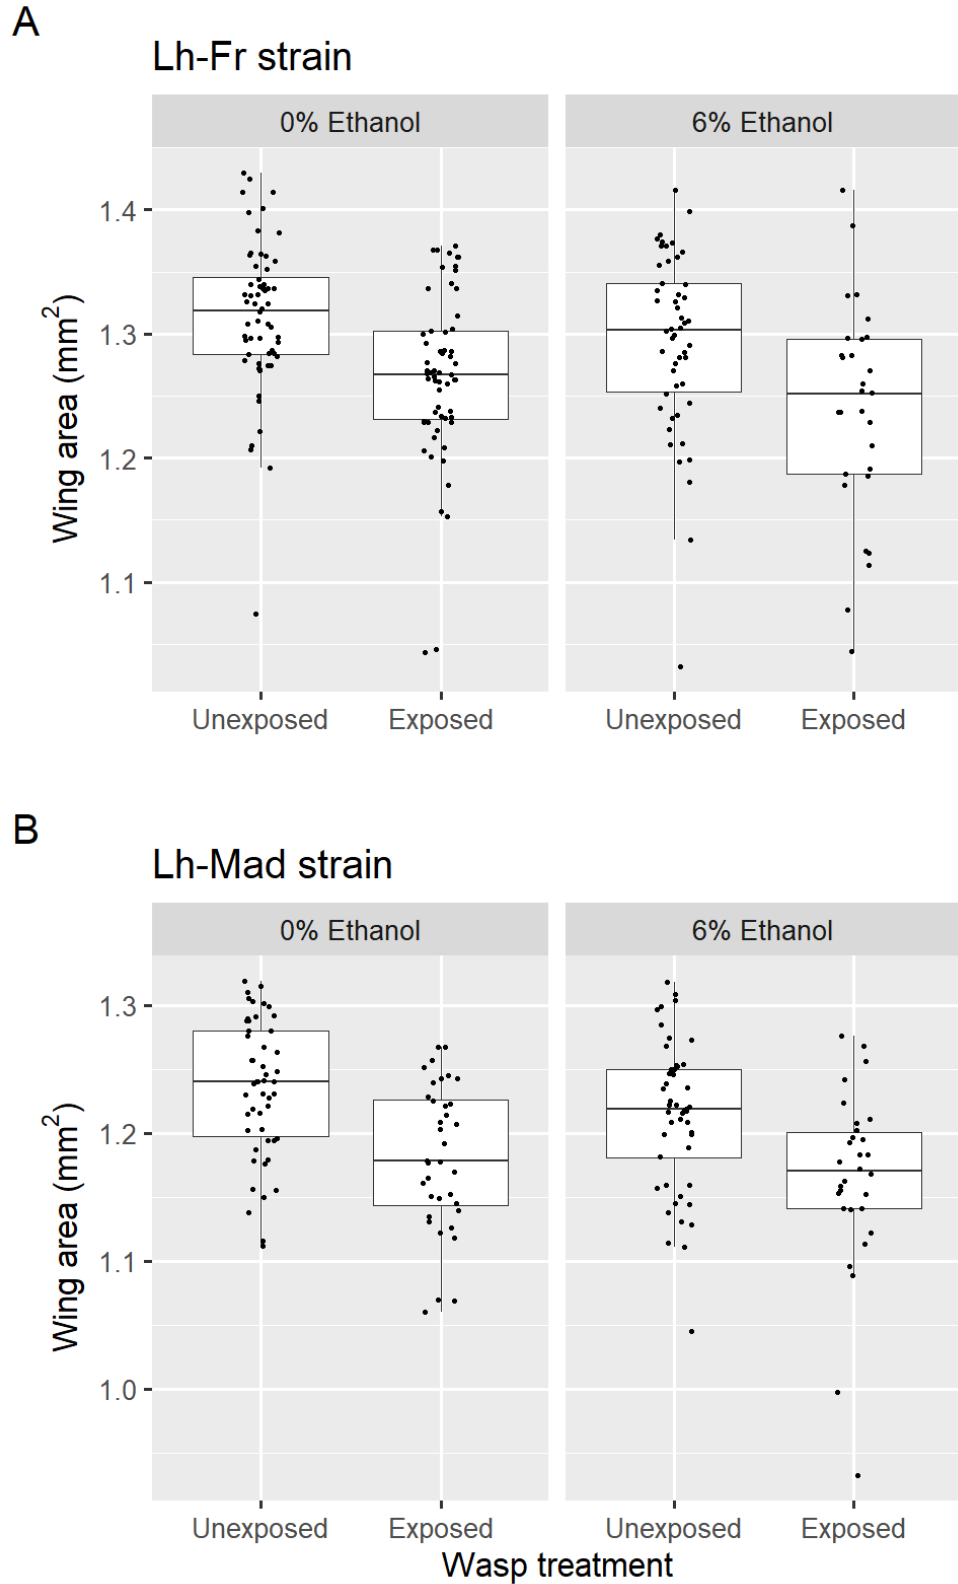 A
Lh-Fr strain
0% Ethanol
6% Ethanol
1.4
1.3
1.2
1.1
Wing area (mm²)
Unexposed
Exposed
Unexposed
Exposed
B
Lh-Mad strain
0% Ethanol
6% Ethanol
1.3
1.2
1.1
1.0
Wing area (mm²)
Unexposed
Exposed
Unexposed
Exposed
Wasp treatment